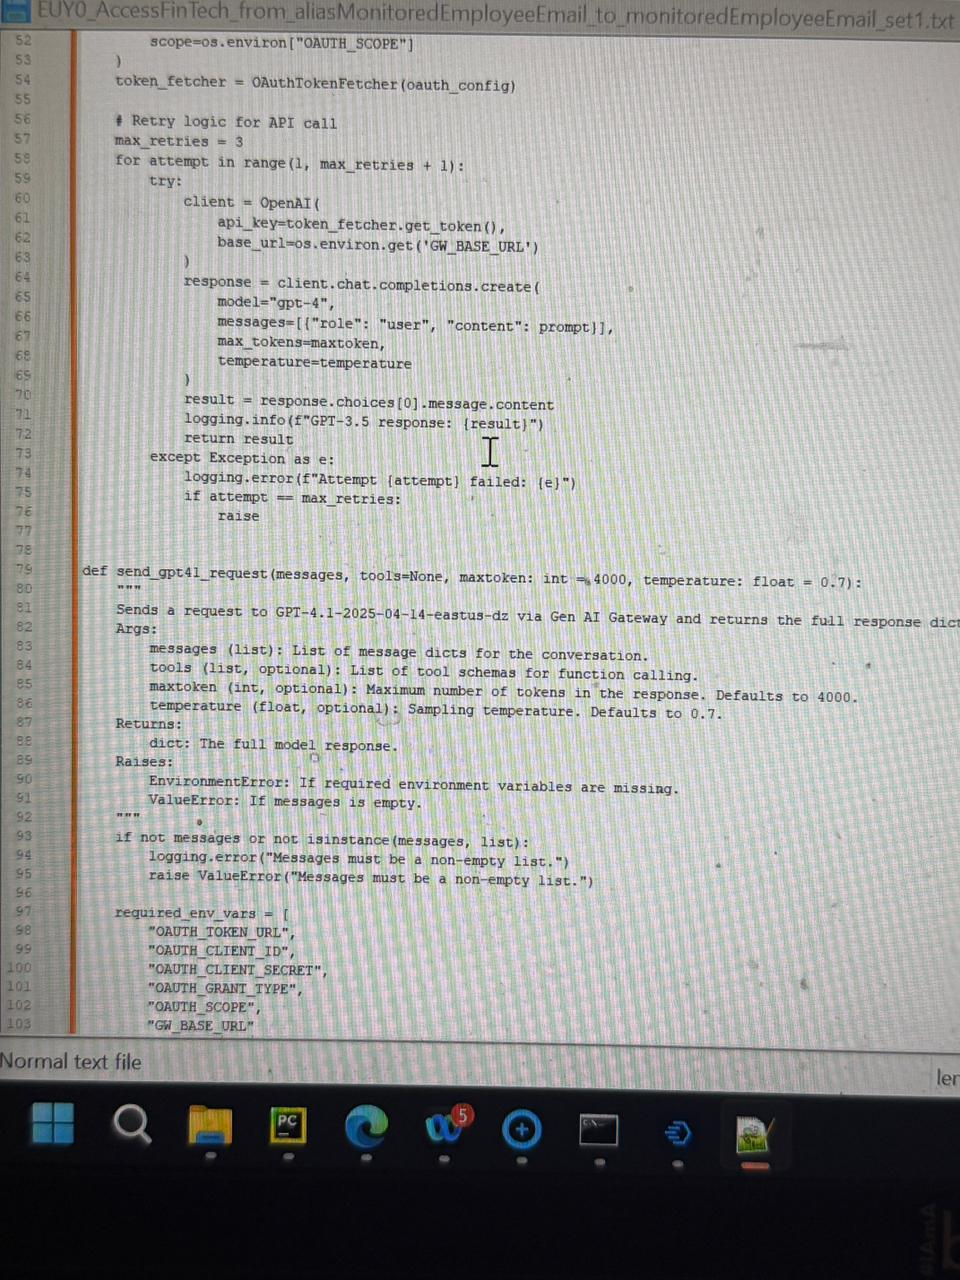 EUY0_AccessFinTech_from_aliasMonitoredEmployeeEmail_to_monitoredEmployeeEmail_set1.txt
52 scope=os.environ["OAUTH_SCOPE"]
53 )
54 token_fetcher = OAuthTokenFetcher(oauth_config)
55
56 # Retry logic for API call
57 max_retries = 3
58 for attempt in range(1, max_retries + 1):
59 try:
60 client = OpenAI(
61 api_key=token_fetcher.get_token(),
62 base_url=os.environ.get('GW_BASE_URL')
63 )
64 response = client.chat.completions.create(
65 model="gpt-4",
66 messages=[{"role": "user", "content": prompt}],
67 max_tokens=maxtoken,
68 temperature=temperature
69 )
70 result = response.choices[0].message.content
71 logging.info(f"GPT-3.5 response: {result}")
72 return result
73 except Exception as e:
74 logging.error(f"Attempt {attempt} failed: {e}")
75 if attempt == max_retries:
76 raise
77
78
79 def send_gpt41_request(messages, tools=None, maxtoken: int = 4000, temperature: float = 0.7):
80 """
81 Sends a request to GPT-4.1-2025-04-14-eastus-dz via Gen AI Gateway and returns the full response dict
82 Args:
83 messages (list): List of message dicts for the conversation.
84 tools (list, optional): List of tool schemas for function calling.
85 maxtoken (int, optional): Maximum number of tokens in the response. Defaults to 4000.
86 temperature (float, optional): Sampling temperature. Defaults to 0.7.
87 Returns:
88 dict: The full model response.
89 Raises:
90 EnvironmentError: If required environment variables are missing.
91 ValueError: If messages is empty.
92 """
93 if not messages or not isinstance(messages, list):
94 logging.error("Messages must be a non-empty list.")
95 raise ValueError("Messages must be a non-empty list.")
96
97 required_env_vars = [
98 "OAUTH_TOKEN_URL",
99 "OAUTH_CLIENT_ID",
100 "OAUTH_CLIENT_SECRET",
101 "OAUTH_GRANT_TYPE",
102 "OAUTH_SCOPE",
103 "GW_BASE_URL"
Normal text file
len
PC
5